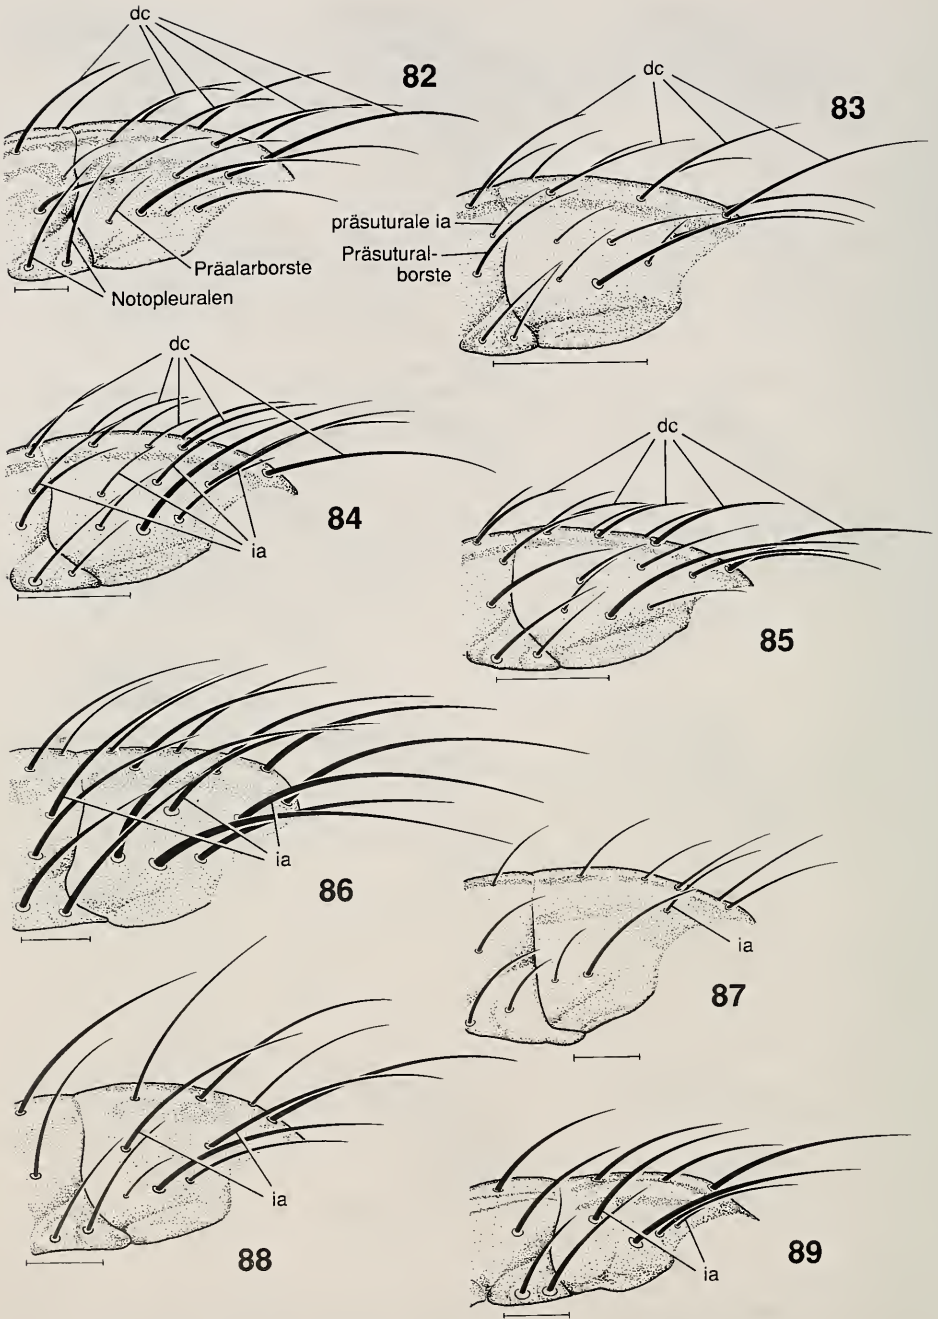 dc
82
Präalarborste
Notopleuralen
dc
83
präsuturale ia
Präsutural-
borste
dc
84
ia
dc
85
ia
86
ia
87
ia
88
ia
89